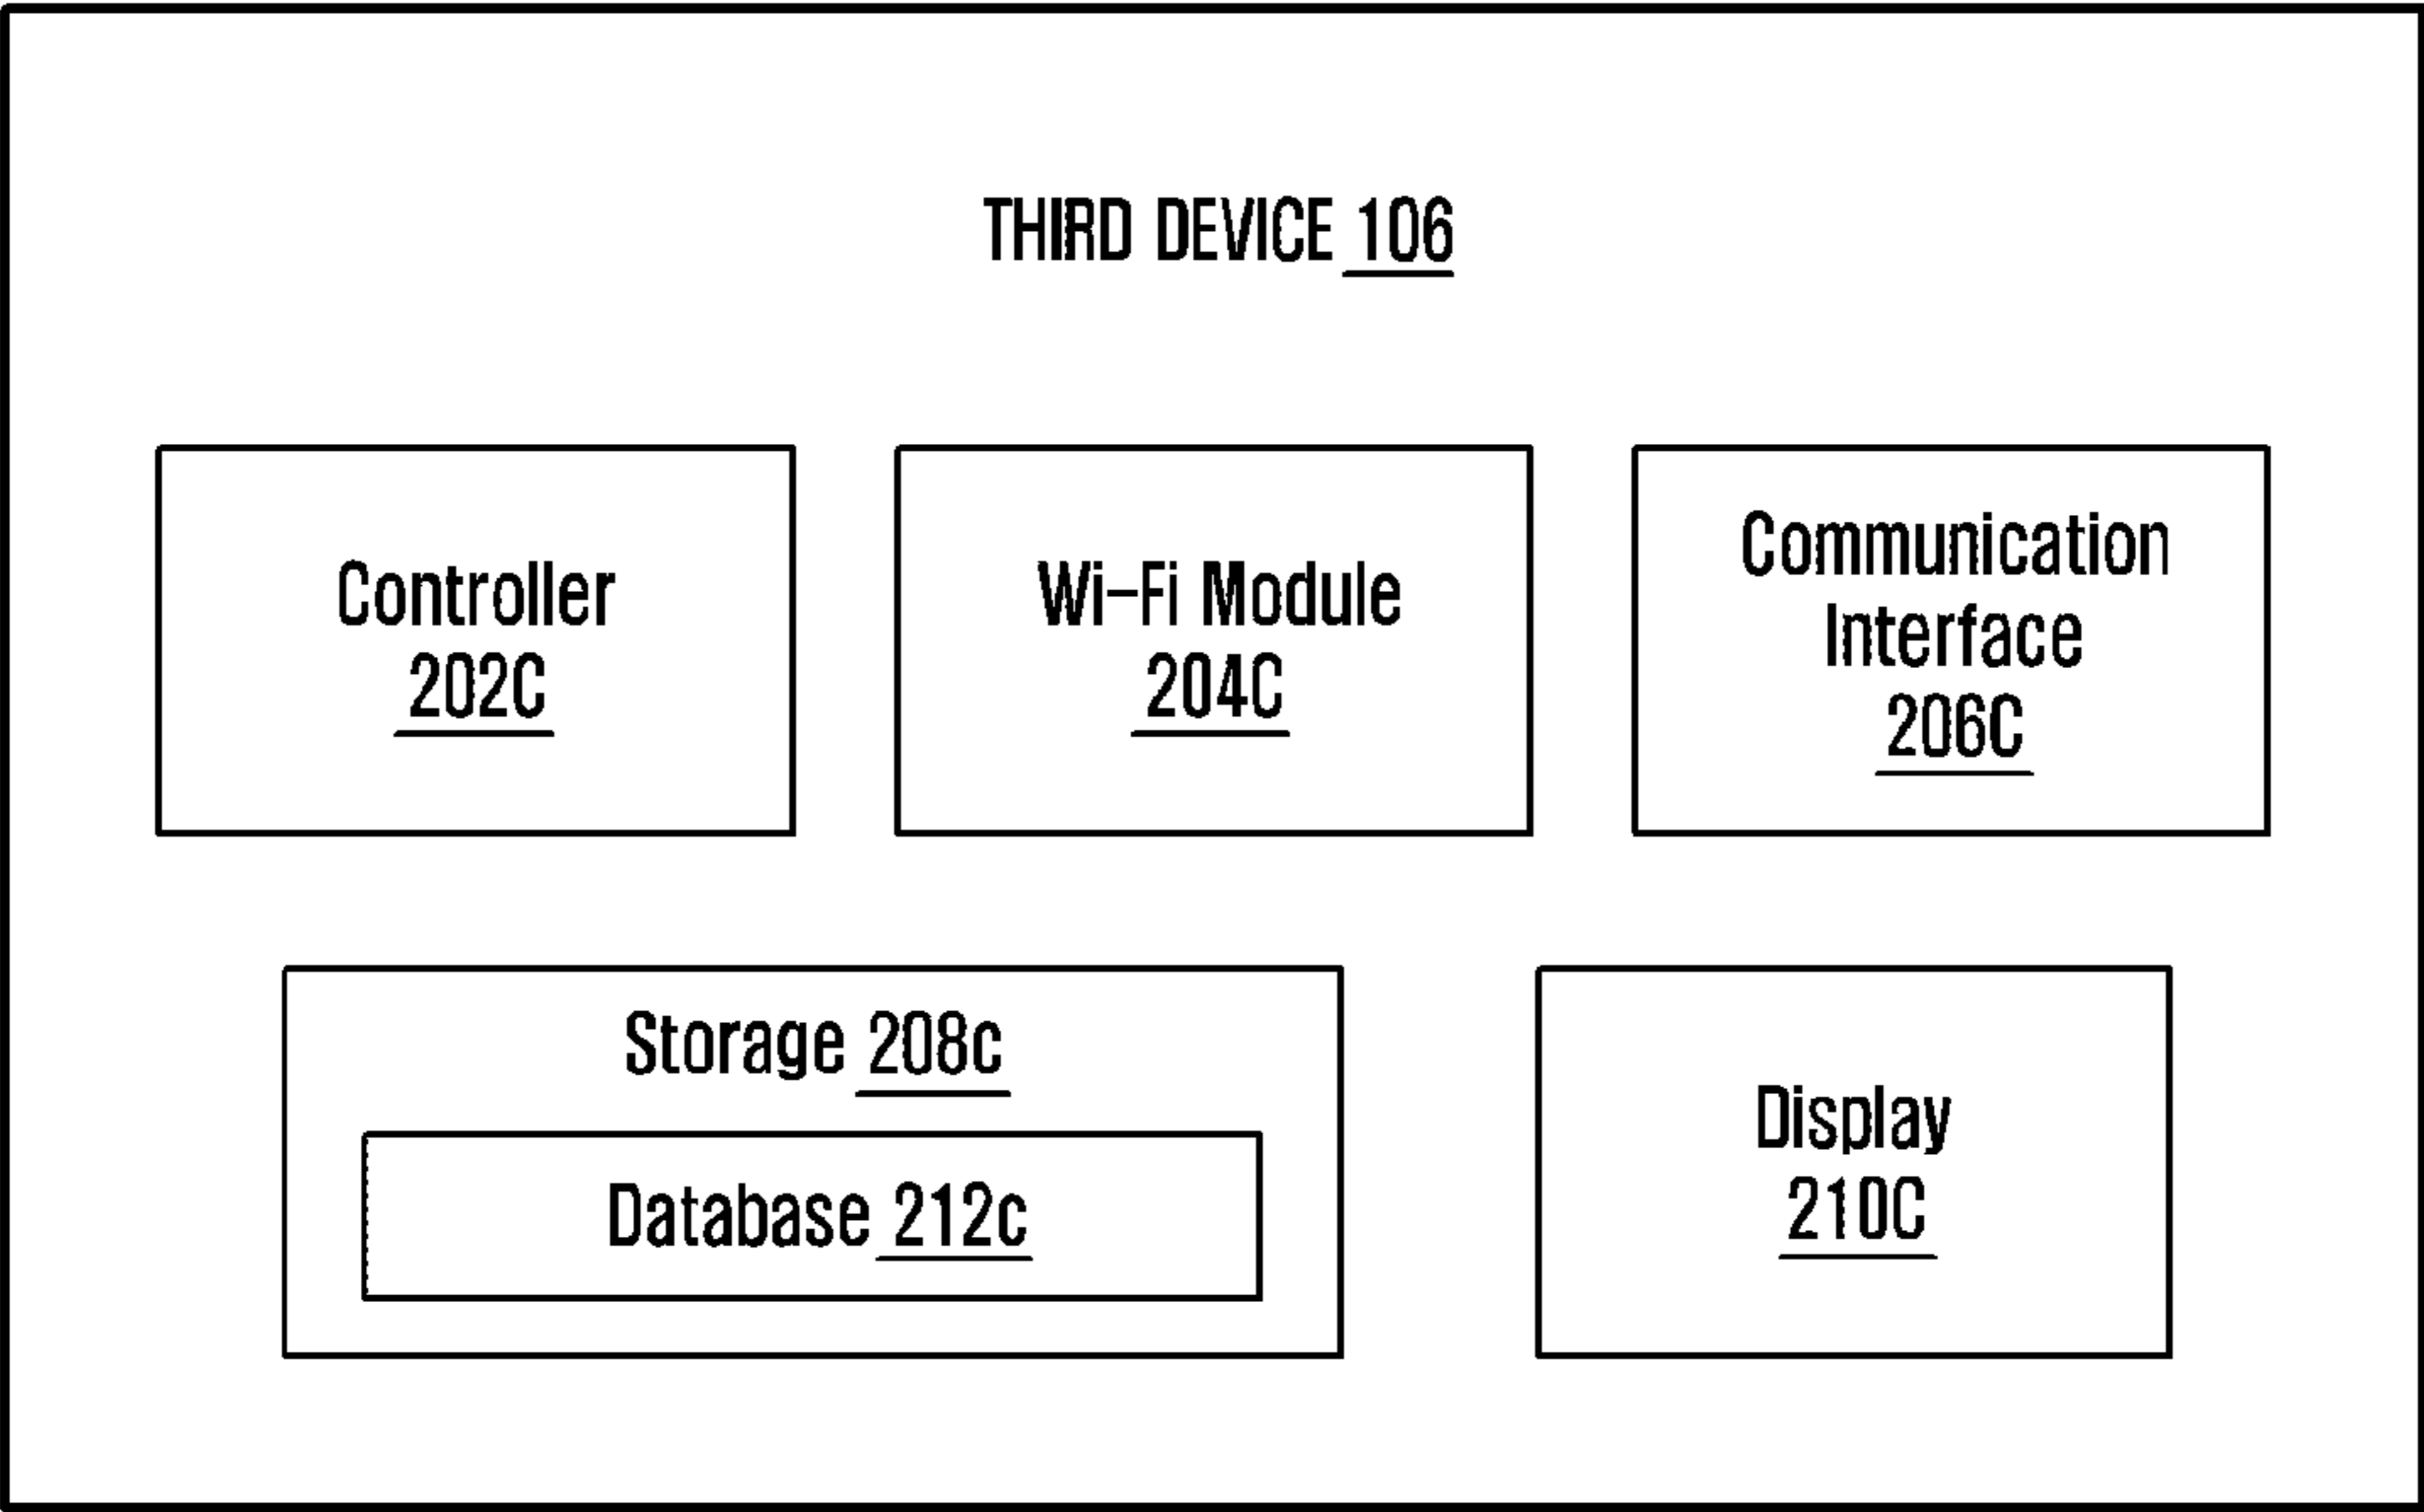 THIRD DEVICE 106
Controller
202C
Wi-Fi Module
204C
Communication
Interface
206C
Storage 208c
Database 212c
Display
210C